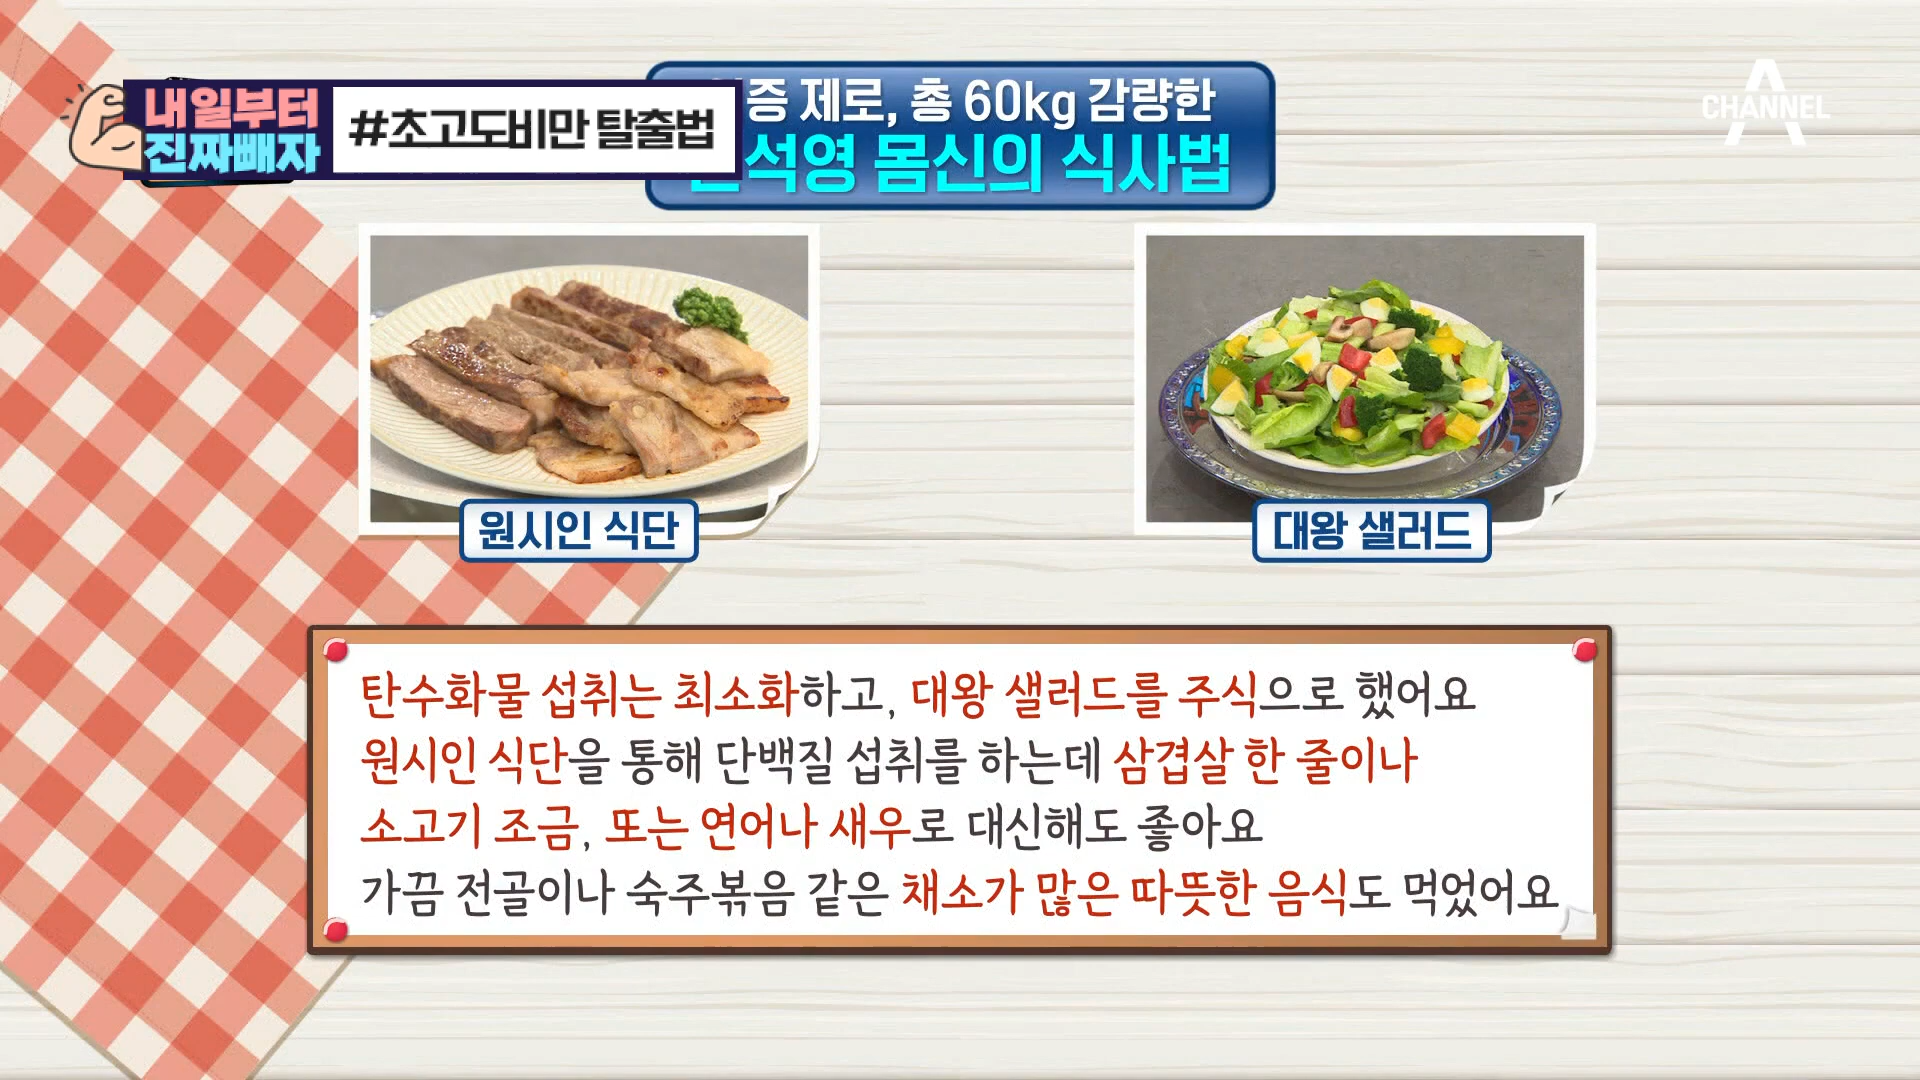 내일부터
진짜빼자
#초고도비만 탈출법
증 제로, 총 60kg 감량한
석영 몸신의 식사법
CHANNEL A
원시인 식단
대왕 샐러드
탄수화물 섭취는 최소화하고, 대왕 샐러드를 주식으로 했어요
원시인 식단을 통해 단백질 섭취를 하는데 삼겹살 한 줄이나
소고기 조금, 또는 연어나 새우로 대신해도 좋아요
가끔 전골이나 숙주볶음 같은 채소가 많은 따뜻한 음식도 먹었어요